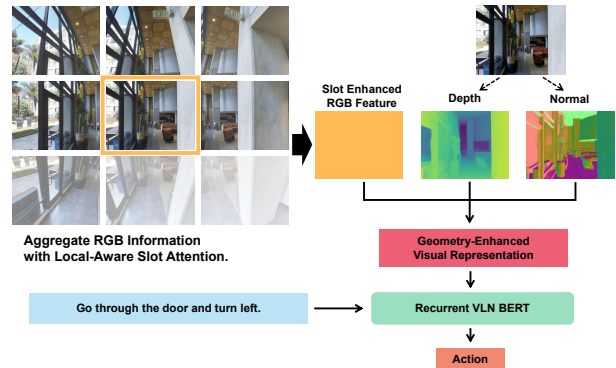 Slot Enhanced
RGB Feature
Depth
Normal
Aggregate RGB Information
with Local-Aware Slot Attention.
Geometry-Enhanced
Visual Representation
Go through the door and turn left.
Recurrent VLN BERT
Action